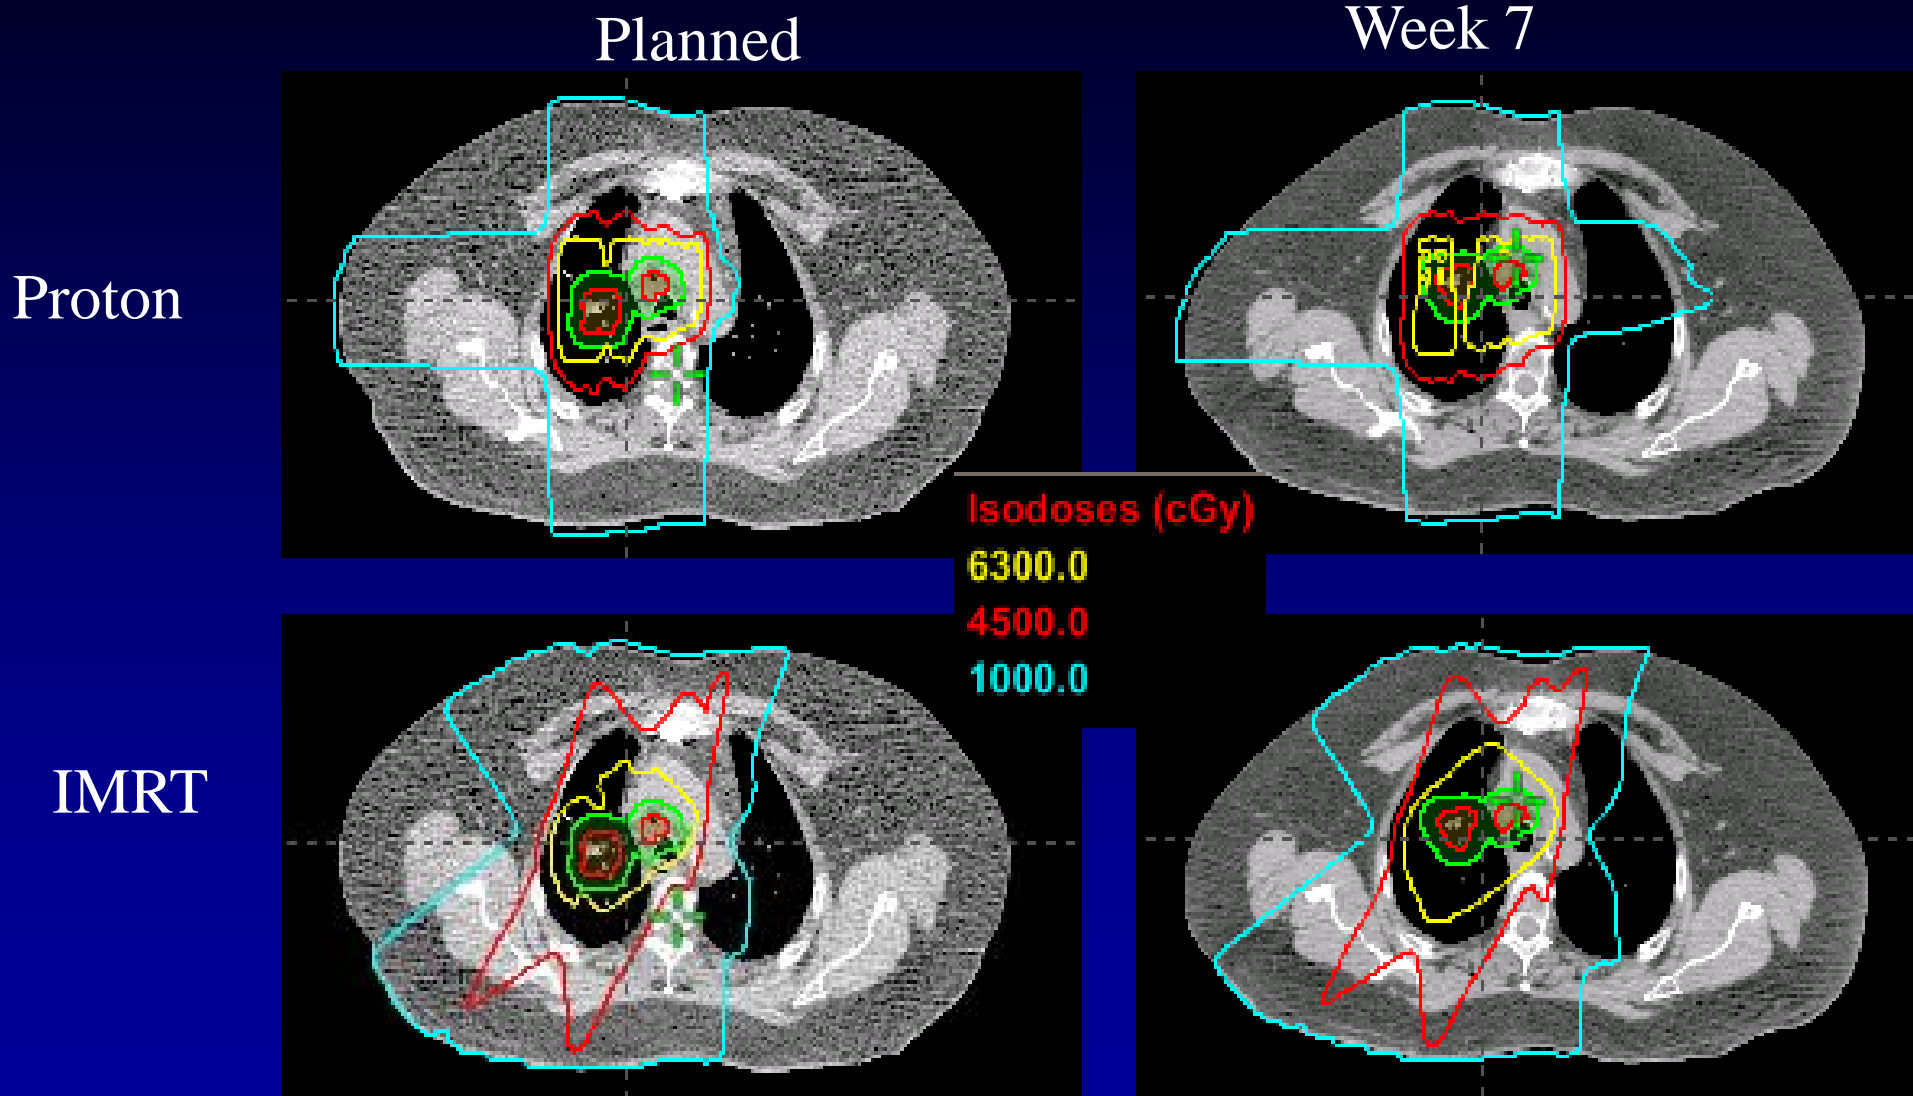 Planned
Week 7
Proton
Isodoses (cGy)
6300.0
4500.0
1000.0
IMRT